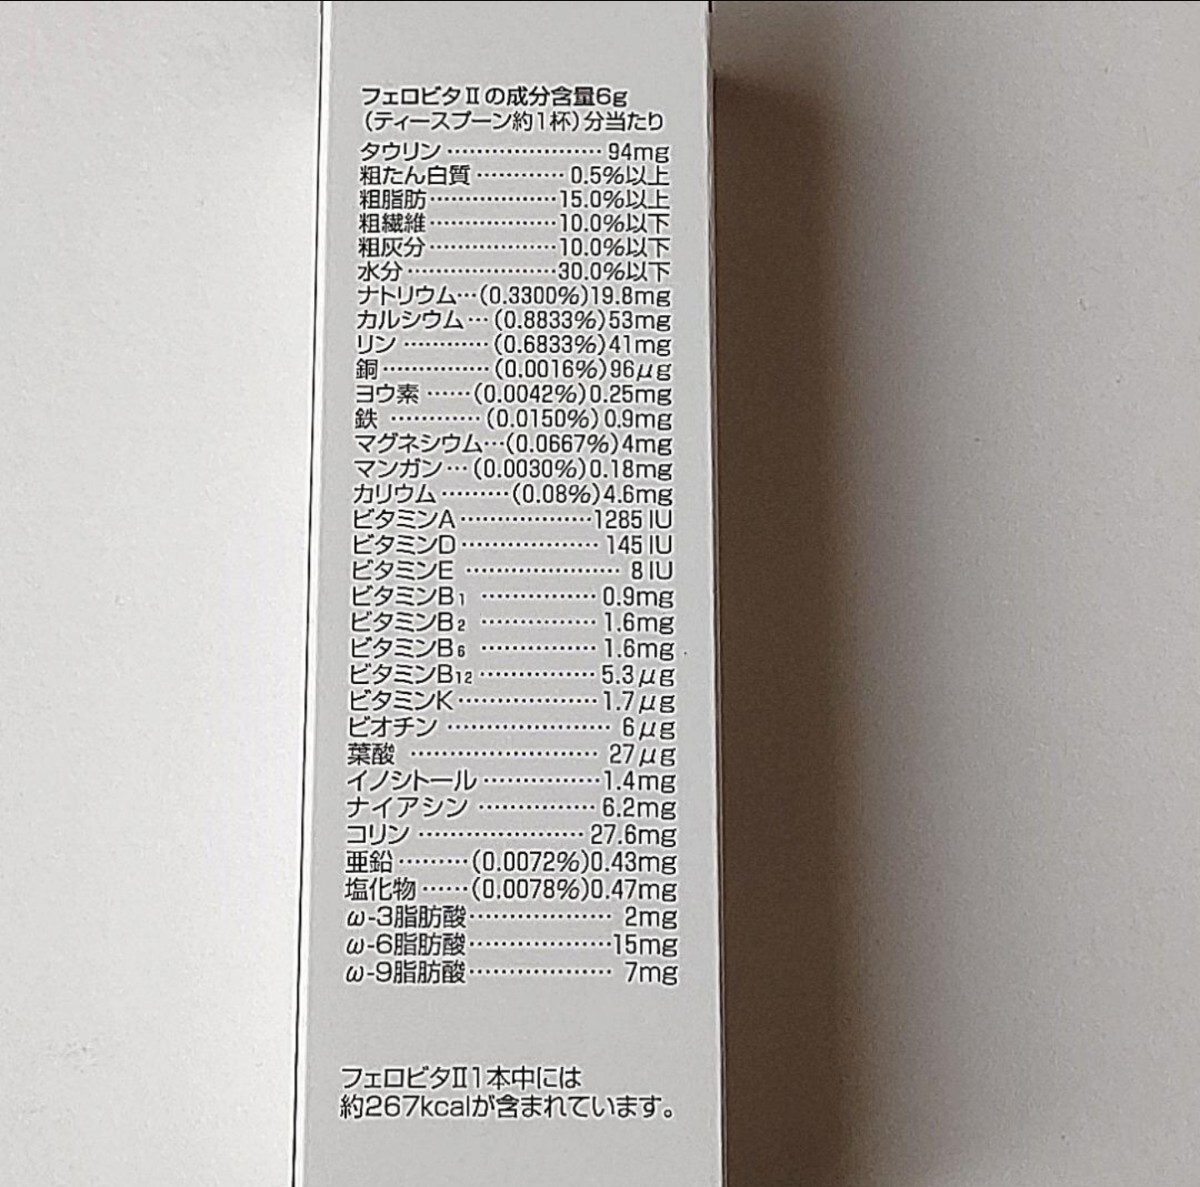 フェロビタⅡの成分含量6g
(ティースプーン約1杯)分当たり
タウリン………………… 94mg
粗たん白質………… 0.5%以上
粗脂肪………………15.0%以上
粗繊維………………10.0%以下
粗灰分………………10.0%以下
水分…………………30.0%以下
ナトリウム…(0.3300%)19.8mg
カルシウム…(0.8833%)53mg
リン…………(0.6833%)41mg
銅……………(0.0016%)96μg
ヨウ素……(0.0042%)0.25mg
鉄…………(0.0150%)0.9mg
マグネシウム…(0.0667%)4mg
マンガン…(0.0030%)0.18mg
カリウム………(0.08%)4.6mg
ビタミンA………………1285 IU
ビタミンD……………… 145 IU
ビタミンE………………… 8 IU
ビタミンB1……………0.9mg
ビタミンB2……………1.6mg
ビタミンB6……………1.6mg
ビタミンB12……………5.3μg
ビタミンK………………1.7μg
ビオチン………………… 6μg
葉酸…………………… 27μg
イノシトール……………1.4mg
ナイアシン……………6.2mg
コリン…………………27.6mg
亜鉛………(0.0072%)0.43mg
塩化物……(0.0078%)0.47mg
ω-3脂肪酸……………… 2mg
ω-6脂肪酸………………15mg
ω-9脂肪酸……………… 7mg
フェロビタⅡ1本中には
約267kcalが含まれています。